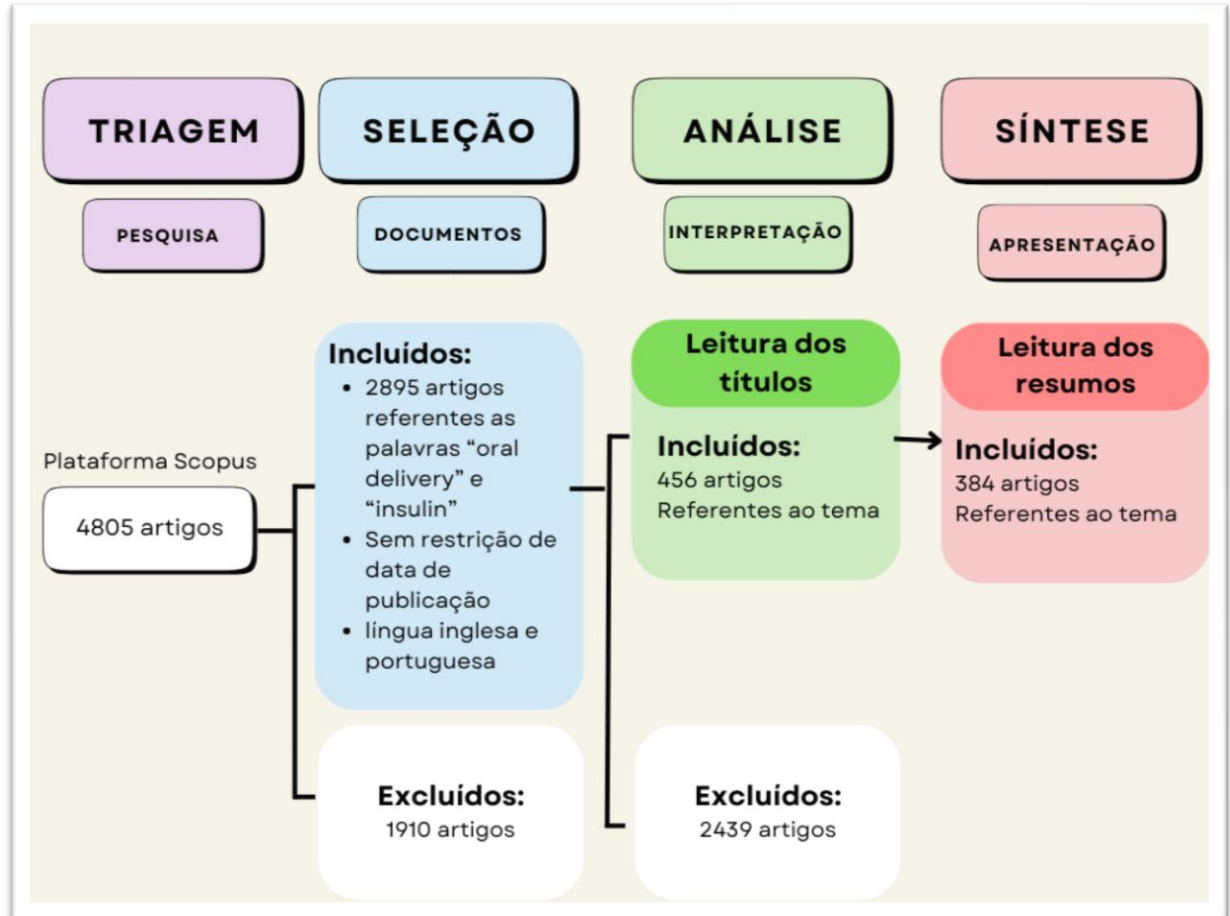 TRIAGEM
SELEÇÃO
ANÁLISE
SÍNTESE
PESQUISA
DOCUMENTOS
INTERPRETAÇÃO
APRESENTAÇÃO
Plataforma Scopus
4805 artigos
Incluídos:
• 2895 artigos
referentes as
palavras “oral
delivery” e
“insulin”
• Sem restrição de
data de
publicação
• língua inglesa e
portuguesa
Excluídos:
1910 artigos
Leitura dos
títulos
Incluídos:
456 artigos
Referentes ao tema
Excluídos:
2439 artigos
Leitura dos
resumos
Incluídos:
384 artigos
Referentes ao tema